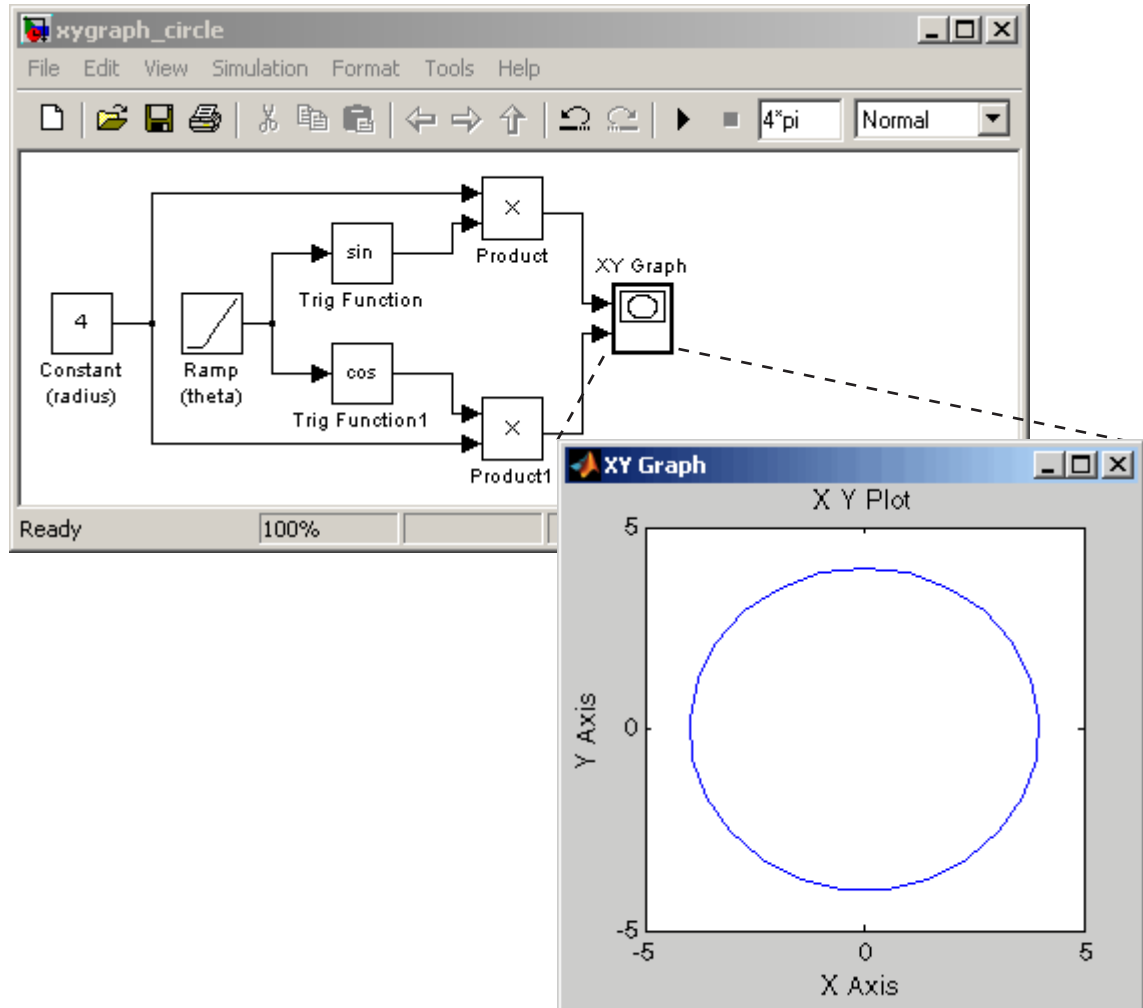 xygraph_circle
File Edit View Simulation Format Tools Help
4*pi Normal
sin
×
Product
XY Graph
Trig Function
4
Constant
(radius)
Ramp
(theta)
cos
Trig Function1
×
Product1
Ready 100%
XY Graph
X Y Plot
5
Y Axis
0
-5
-5 0 5
X Axis